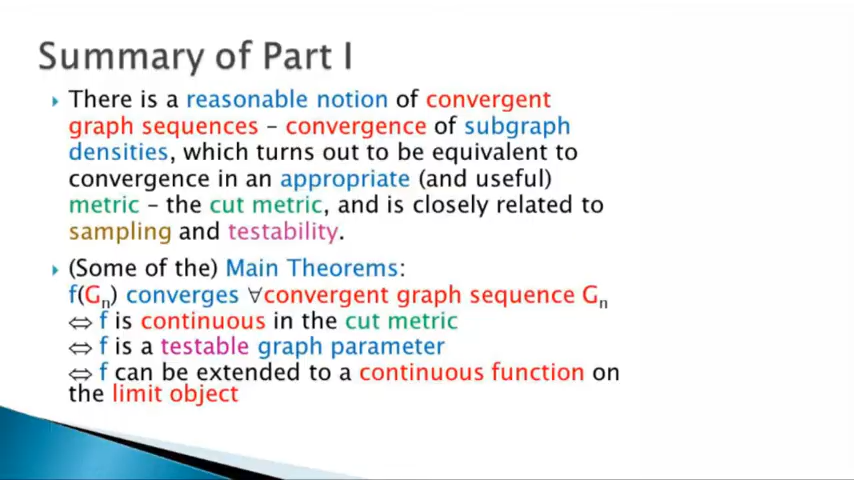 Summary of Part I
There is a reasonable notion of convergent
graph sequences – convergence of subgraph
densities, which turns out to be equivalent to
convergence in an appropriate (and useful)
metric – the cut metric, and is closely related to
sampling and testability.
(Some of the) Main Theorems:
f(Gn) converges ∀convergent graph sequence Gn
⇔ f is continuous in the cut metric
⇔ f is a testable graph parameter
⇔ f can be extended to a continuous function on
the limit object